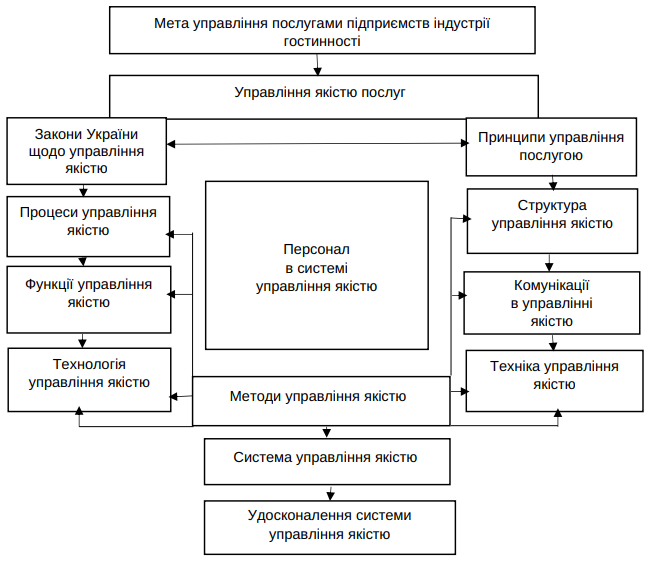 Мета управління послугами підприємств індустрії
гостинності
Управління якістю послуг
Закони України
щодо управління
якістю
Принципи управління
послугою
Процеси управління
якістю
Структура
управління якістю
Персонал
в системі
управління якістю
Функції управління
якістю
Комунікації
в управлінні
якістю
Технологія
управління якістю
Техніка управління
якістю
Методи управління якістю
Система управління якістю
Удосконалення системи
управління якістю